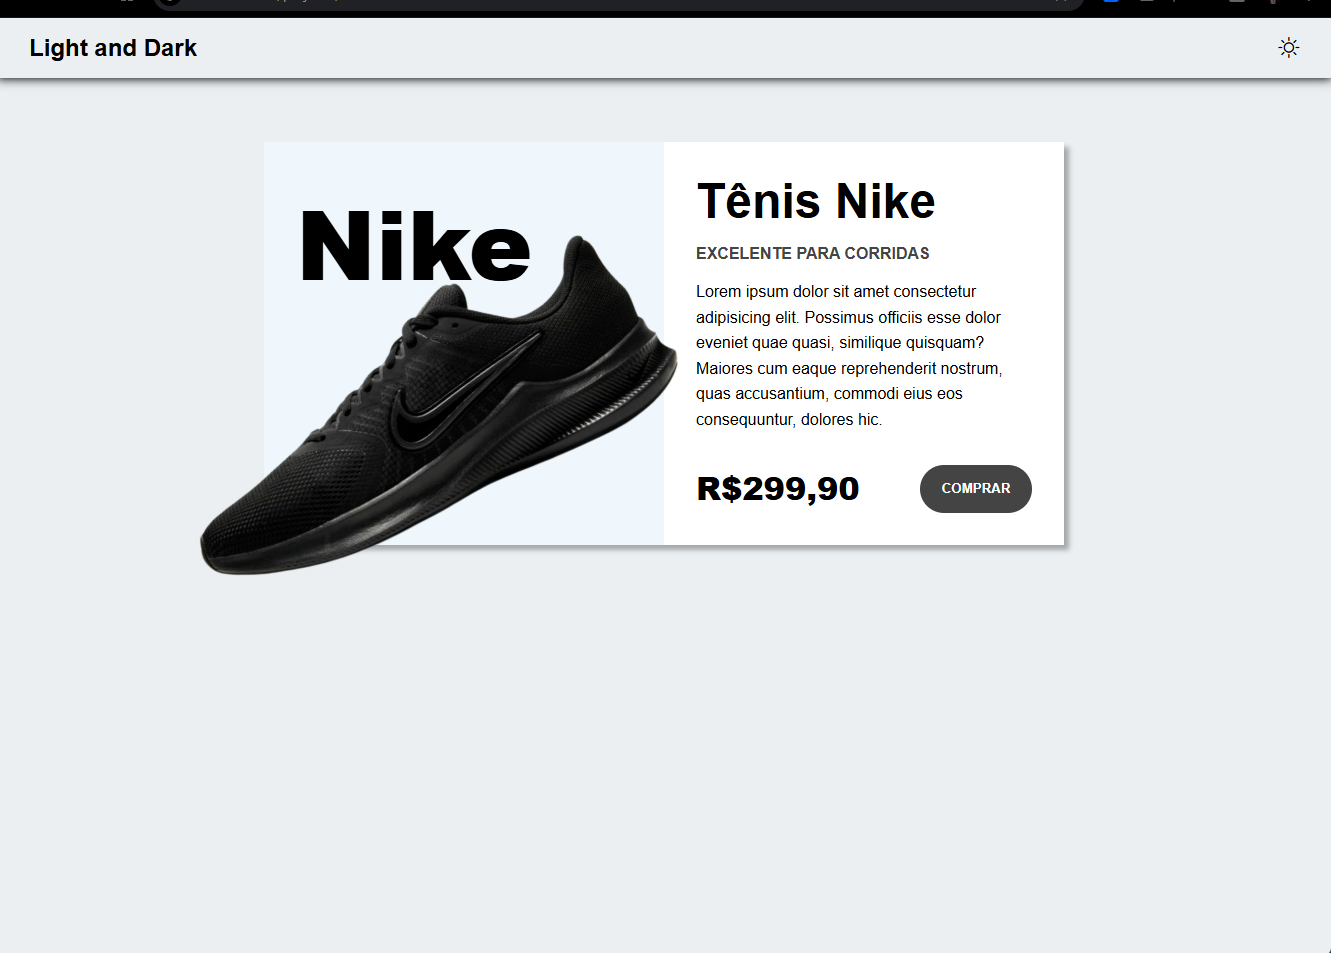 Light and Dark
Nike
Tênis Nike
EXCELENTE PARA CORRIDAS
Lorem ipsum dolor sit amet consectetur
adipisicing elit. Possimus officiis esse dolor
eveniet quae quasi, similique quisquam?
Maiores cum eaque reprehenderit nostrum,
quas accusantium, commodi eius eos
consequuntur, dolores hic.
R$299,90
COMPRAR